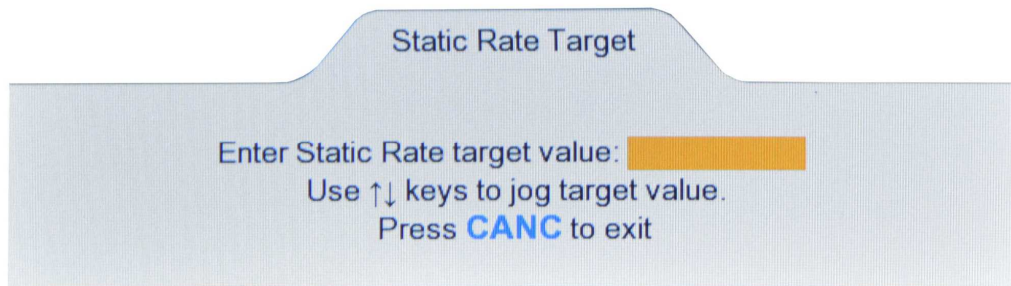 Static Rate Target
Enter Static Rate target value:
Use ↑↓ keys to jog target value.
Press CANC to exit